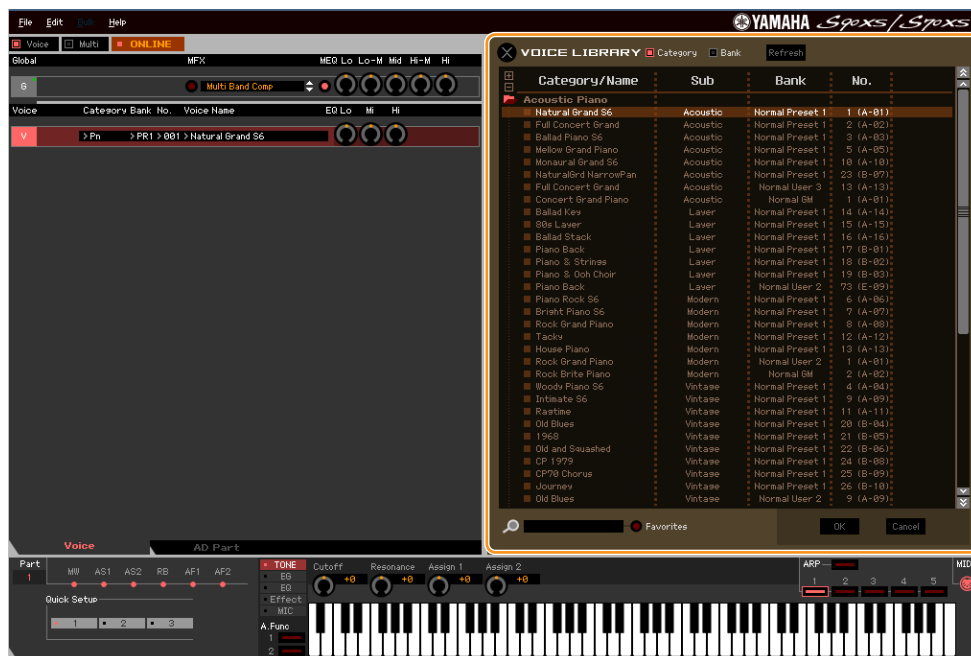 File Edit Bulk Help
YAMAHA S90XS/S70XS
Voice Multi ONLINE
Global MFX MEQ Lo Lo-M Mid Hi-M Hi
G Multi Band Comp
Voice Category Bank No. Voice Name EQ Lo Mi Hi
V >Pn >PR1 >001 >Natural Grand S6
VOICE LIBRARY Category Bank Refresh
Category/Name Sub Bank No.
Acoustic Piano
Natural Grand S6 Acoustic Normal Preset 1 1 (A-01)
Full Concert Grand Acoustic Normal Preset 1 2 (A-02)
Ballad Piano S6 Acoustic Normal Preset 1 3 (A-03)
Mellow Grand Piano Acoustic Normal Preset 1 5 (A-05)
Monaural Grand S6 Acoustic Normal Preset 1 10 (A-10)
NaturalGrd NarrowPan Acoustic Normal Preset 1 23 (B-07)
Full Concert Grand Acoustic Normal User 3 13 (A-13)
Concert Grand Piano Acoustic Normal GM 1 (A-01)
Ballad Key Layer Normal Preset 1 14 (A-14)
80s Layer Layer Normal Preset 1 15 (A-15)
Ballad Stack Layer Normal Preset 1 16 (A-16)
Piano Back Layer Normal Preset 1 17 (B-01)
Piano & Strings Layer Normal Preset 1 18 (B-02)
Piano & Ooh Choir Layer Normal Preset 1 19 (B-03)
Piano Back Layer Normal User 2 73 (E-09)
Piano Rock S6 Modern Normal Preset 1 6 (A-06)
Bright Piano S6 Modern Normal Preset 1 7 (A-07)
Rock Grand Piano Modern Normal Preset 1 8 (A-08)
Tacky Modern Normal Preset 1 12 (A-12)
House Piano Modern Normal Preset 1 13 (A-13)
Rock Grand Piano Modern Normal User 2 1 (A-01)
Rock Brite Piano Modern Normal GM 2 (A-02)
Woody Piano S6 Vintage Normal Preset 1 4 (A-04)
Intimate S6 Vintage Normal Preset 1 9 (A-09)
Ragtime Vintage Normal Preset 1 11 (A-11)
Old Blues Vintage Normal Preset 1 20 (B-04)
1968 Vintage Normal Preset 1 21 (B-05)
Old and Squashed Vintage Normal Preset 1 22 (B-06)
CP 1979 Vintage Normal Preset 1 24 (B-08)
CP70 Chorus Vintage Normal Preset 1 25 (B-09)
Journey Vintage Normal Preset 1 26 (B-10)
Old Blues Vintage Normal User 2 9 (A-09)
Favorites OK Cancel
Voice AD Part
Part 1 MW AS1 AS2 RB AF1 AF2
Quick Setup
1 2 3
TONE
EG
EQ
Effect
MIC
A.Func
1
2
Cutoff Resonance Assign 1 Assign 2
+0 +0 +0 +0
ARP
1 2 3 4 5
MID